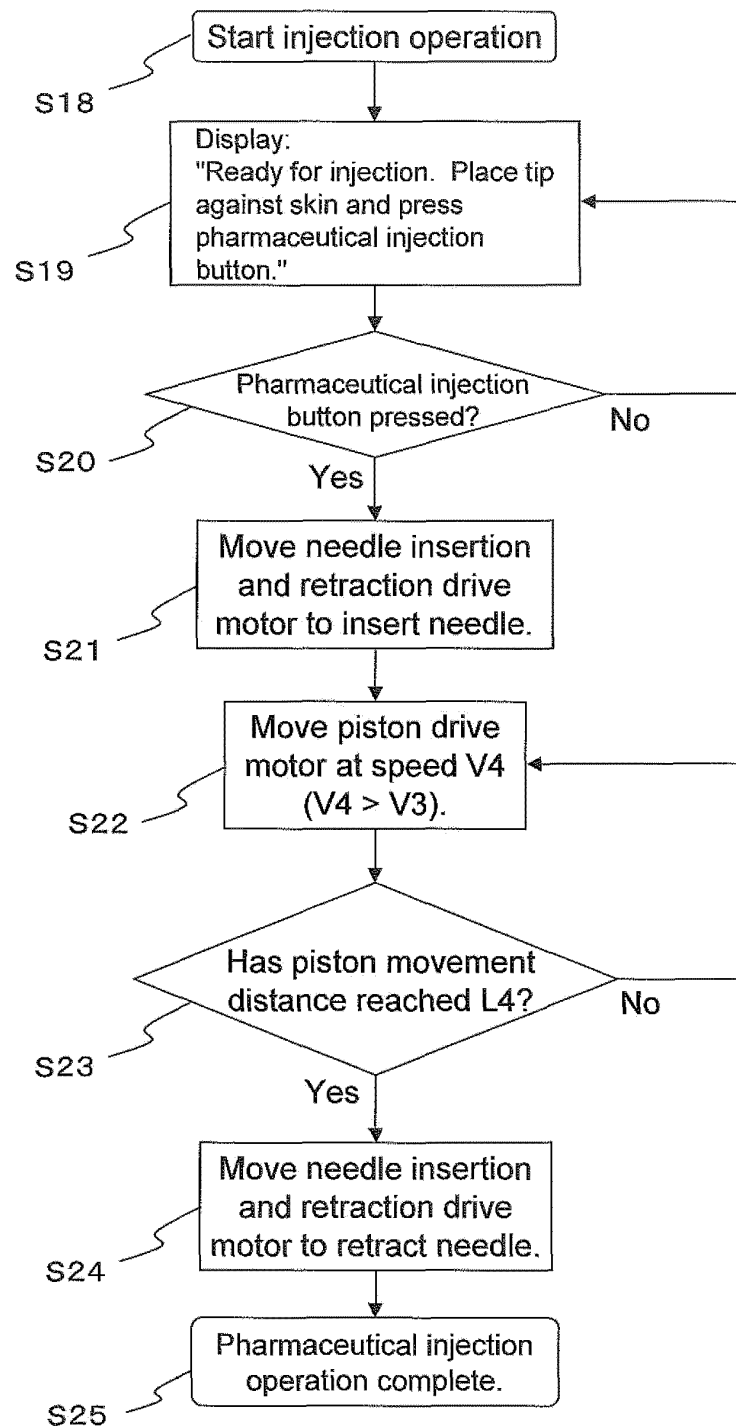 Start injection operation
S18
Display:
"Ready for injection. Place tip
against skin and press
pharmaceutical injection
button."
S19
Pharmaceutical injection
button pressed?
No
S20
Yes
Move needle insertion
and retraction drive
motor to insert needle.
S21
Move piston drive
motor at speed V4
(V4 > V3).
S22
Has piston movement
distance reached L4?
No
S23
Yes
Move needle insertion
and retraction drive
motor to retract needle.
S24
Pharmaceutical injection
operation complete.
S25